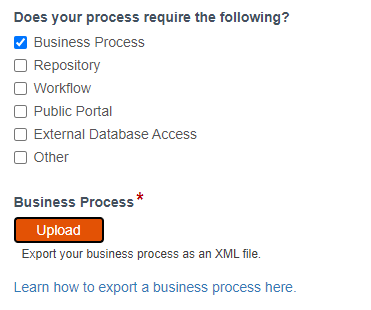 Does your process require the following?
Business Process
Repository
Workflow
Public Portal
External Database Access
Other
Business Process*
Upload
Export your business process as an XML file.
Learn how to export a business process here.